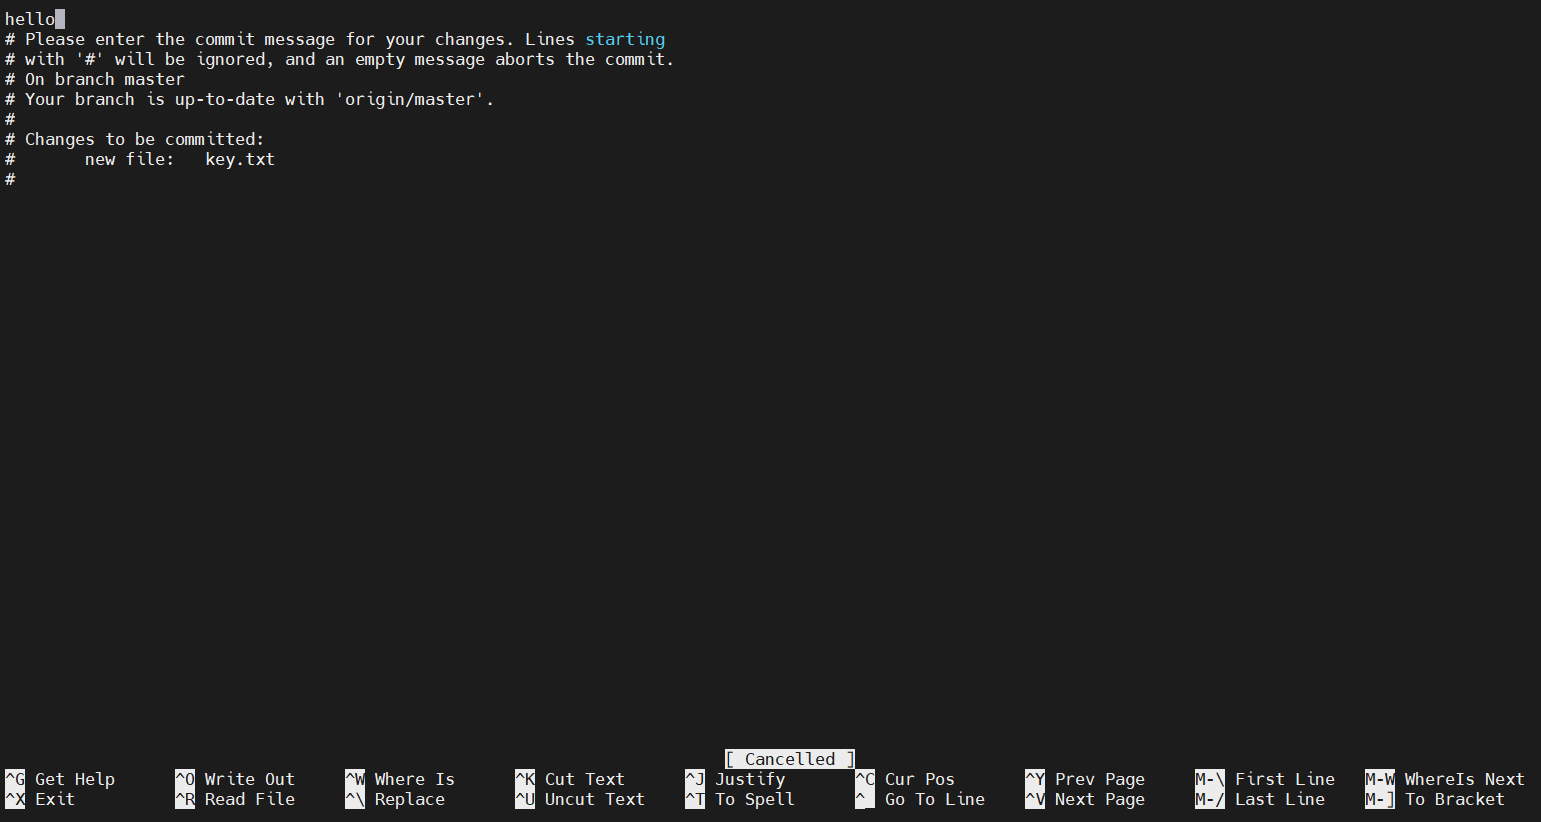 hello
# Please enter the commit message for your changes. Lines starting
# with '#' will be ignored, and an empty message aborts the commit.
# On branch master
# Your branch is up-to-date with 'origin/master'.
#
# Changes to be committed:
#       new file:   key.txt
#
[ Cancelled ]
^G Get Help ^O Write Out ^W Where Is ^K Cut Text ^J Justify ^C Cur Pos ^Y Prev Page M-\ First Line M-W WhereIs Next
^X Exit ^R Read File ^\ Replace ^U Uncut Text ^T To Spell ^_ Go To Line ^V Next Page M-/ Last Line M-] To Bracket